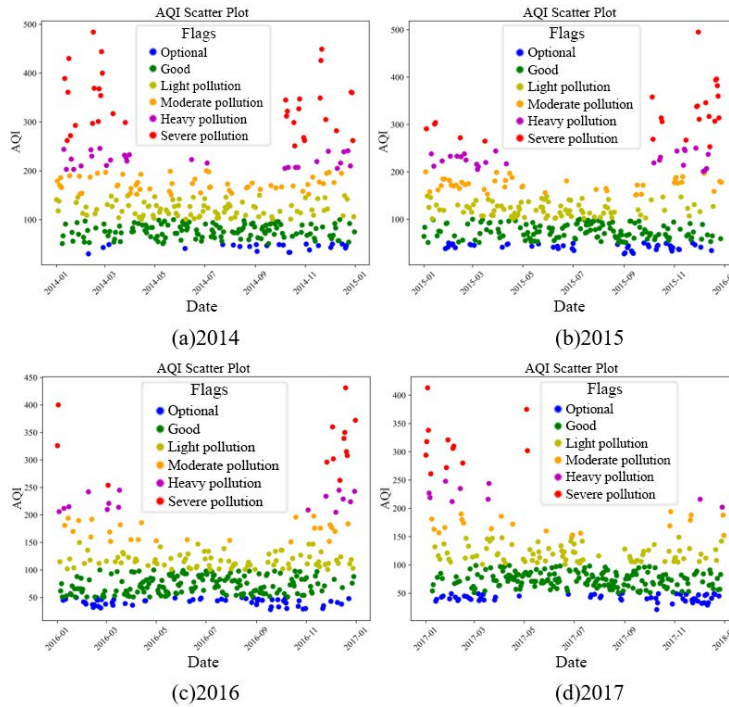 AQI Scatter Plot
500
400
300
200
100
AQI
Flags
Optional
Good
Light pollution
Moderate pollution
Heavy pollution
Severe pollution
2014-01
2014-03
2014-05
2014-07
2014-09
2014-11
2015-01
Date
(a)2014
AQI Scatter Plot
500
400
300
200
100
AQI
Flags
Optional
Good
Light pollution
Moderate pollution
Heavy pollution
Severe pollution
2015-01
2015-03
2015-05
2015-07
2015-09
2015-11
Date
(b)2015
AQI Scatter Plot
450
400
350
300
250
200
150
100
50
AQI
Flags
Optional
Good
Light pollution
Moderate pollution
Heavy pollution
Severe pollution
2016-01
2016-03
2016-05
2016-07
2016-09
2016-11
2017-01
Date
(c)2016
AQI Scatter Plot
400
350
300
250
200
150
100
50
AQI
Flags
Optional
Good
Light pollution
Moderate pollution
Heavy pollution
Severe pollution
2017-01
2017-03
2017-05
2017-07
2017-09
2017-11
Date
(d)2017